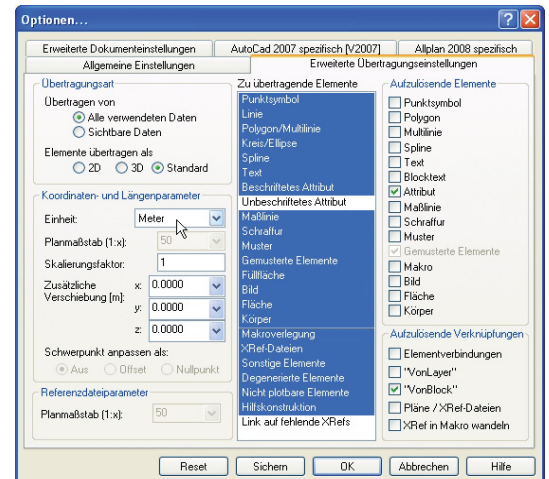 Optionen...
Erweiterte Dokumenteinstellungen
AutoCad 2007 spezifisch [V2007]
Allplan 2008 spezifisch
Allgemeine Einstellungen
Erweiterte Übertragungseinstellungen
Übertragungsart
Übertragen von
Alle verwendeten Daten
Sichtbare Daten
Elemente übertragen als
2D
3D
Standard
Koordinaten- und Längenparameter
Einheit:
Meter
Planmaßstab (1:x):
50
Skalierungsfaktor:
1
Zusätzliche
Verschiebung [m]:
x:
0.0000
y:
0.0000
z:
0.0000
Schwerpunkt anpassen als:
Aus
Offset
Nullpunkt
Referenzdateiparameter
Planmaßstab (1:x):
50
Zu übertragende Elemente
Punktsymbol
Linie
Polygon/Multilinie
Kreis/Ellipse
Spline
Text
Beschriftetes Attribut
Unbeschriftetes Attribut
Maßlinie
Schraffur
Muster
Gemusterte Elemente
Füllfläche
Bild
Fläche
Körper
Makroverlegung
XRef-Dateien
Sonstige Elemente
Degenerierte Elemente
Nicht plotbare Elemente
Hilfskonstruktion
Link auf fehlende XRefs
Aufzulösende Elemente
Punktsymbol
Polygon
Multilinie
Spline
Text
Blocktext
Attribut
Maßlinie
Schraffur
Muster
Gemusterte Elemente
Makro
Bild
Fläche
Körper
Aufzulösende Verknüpfungen
Elementverbindungen
"VonLayer"
"VonBlock"
Pläne / XRef-Dateien
XRef in Makro wandeln
Reset
Sichern
OK
Abbrechen
Hilfe